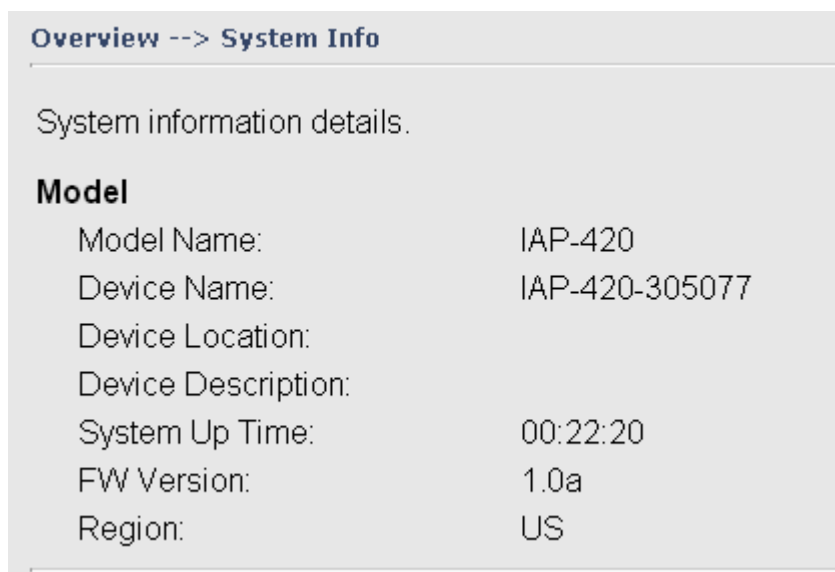 Overview --> System Info
System information details.
Model
Model Name: IAP-420
Device Name: IAP-420-305077
Device Location:
Device Description:
System Up Time: 00:22:20
FW Version: 1.0a
Region: US